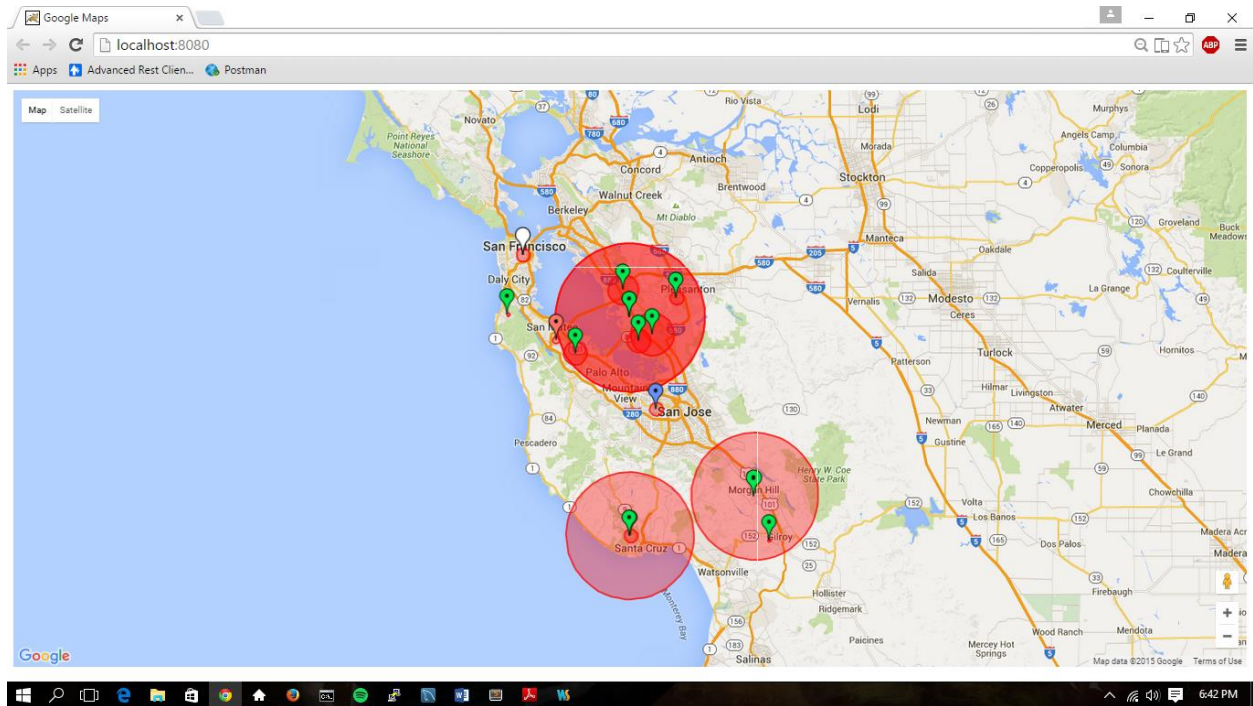 Google Maps
localhost:8080
Apps Advanced Rest Clien... Postman
Map Satellite
Novato
Rio Vista
Lodi
Murphys
Point Reyes
National
Seashore
Angels Camp
Columbia
Copperopolis
Sonora
Morada
Antioch
Concord
Stockton
Walnut Creek
Brentwood
Berkeley
Mt Diablo
Groveland
Buck
Meadows
San Francisco
Manteca
Oakdale
Daly City
Salida
Coulterville
La Grange
Pleasanton
Vernalis
Modesto
Ceres
San Mateo
Turlock
Hornitos
Patterson
Palo Alto
Mountain
View
Hilmar
Livingston
Atwater
San Jose
Newman
Merced
Planada
Gustine
Pescadero
Le Grand
Henry W. Coe
State Park
Morgan Hill
Chowchilla
Volta
Los Banos
Gilroy
Santa Cruz
Dos Palos
Madera Acr
Madera
Watsonville
Firebaugh
Hollister
Ridgemark
Monterey Bay
Paicines
Wood Ranch
Mendota
Mercey Hot
Springs
Salinas
Google
Map data ©2015 Google Terms of Use
6:42 PM